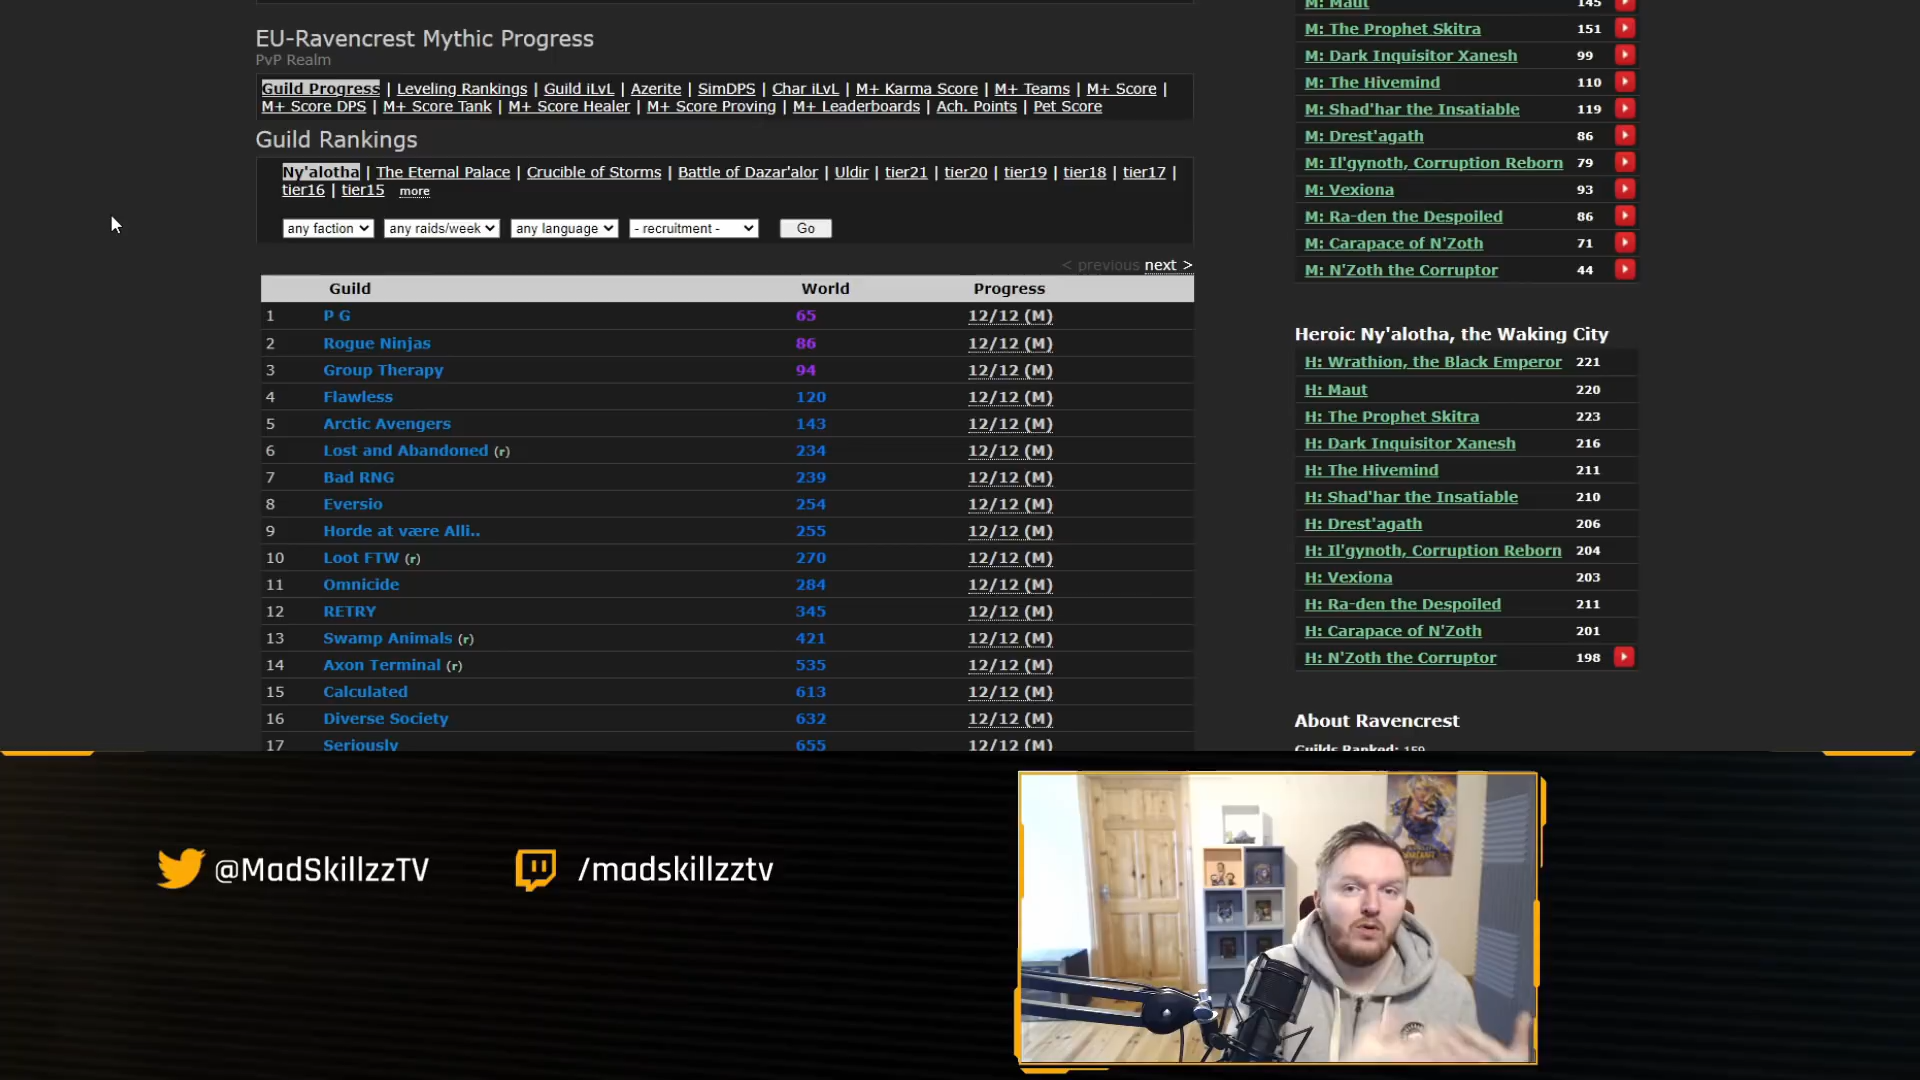 EU-Ravencrest Mythic Progress
PvP Realm
Guild Progress | Leveling Rankings | Guild iLvL | Azerite | SimDPS | Char iLvL | M+ Karma Score | M+ Teams | M+ Score |
M+ Score DPS | M+ Score Tank | M+ Score Healer | M+ Score Proving | M+ Leaderboards | Ach. Points | Pet Score
Guild Rankings
Ny'alotha | The Eternal Palace | Crucible of Storms | Battle of Dazar'alor | Uldir | tier21 | tier20 | tier19 | tier18 | tier17 |
tier16 | tier15 more
any faction any raids/week any language - recruitment - Go
< previous next >
Guild World Progress
1 P G 65 12/12 (M)
2 Rogue Ninjas 86 12/12 (M)
3 Group Therapy 94 12/12 (M)
4 Flawless 120 12/12 (M)
5 Arctic Avengers 143 12/12 (M)
6 Lost and Abandoned (r) 234 12/12 (M)
7 Bad RNG 239 12/12 (M)
8 Eversio 254 12/12 (M)
9 Horde at være Alli.. 255 12/12 (M)
10 Loot FTW (r) 270 12/12 (M)
11 Omnicide 284 12/12 (M)
12 RETRY 345 12/12 (M)
13 Swamp Animals (r) 421 12/12 (M)
14 Axon Terminal (r) 535 12/12 (M)
15 Calculated 613 12/12 (M)
16 Diverse Society 632 12/12 (M)
17 Seriously 655 12/12 (M)
M: Maut 145
M: The Prophet Skitra 151
M: Dark Inquisitor Xanesh 99
M: The Hivemind 110
M: Shad'har the Insatiable 119
M: Drest'agath 86
M: Il'gynoth, Corruption Reborn 79
M: Vexiona 93
M: Ra-den the Despoiled 86
M: Carapace of N'Zoth 71
M: N'Zoth the Corruptor 44
Heroic Ny'alotha, the Waking City
H: Wrathion, the Black Emperor 221
H: Maut 220
H: The Prophet Skitra 223
H: Dark Inquisitor Xanesh 216
H: The Hivemind 211
H: Shad'har the Insatiable 210
H: Drest'agath 206
H: Il'gynoth, Corruption Reborn 204
H: Vexiona 203
H: Ra-den the Despoiled 211
H: Carapace of N'Zoth 201
H: N'Zoth the Corruptor 198
About Ravencrest
Guilds Ranked: 159
@MadSkillzzTV
/madskillzztv